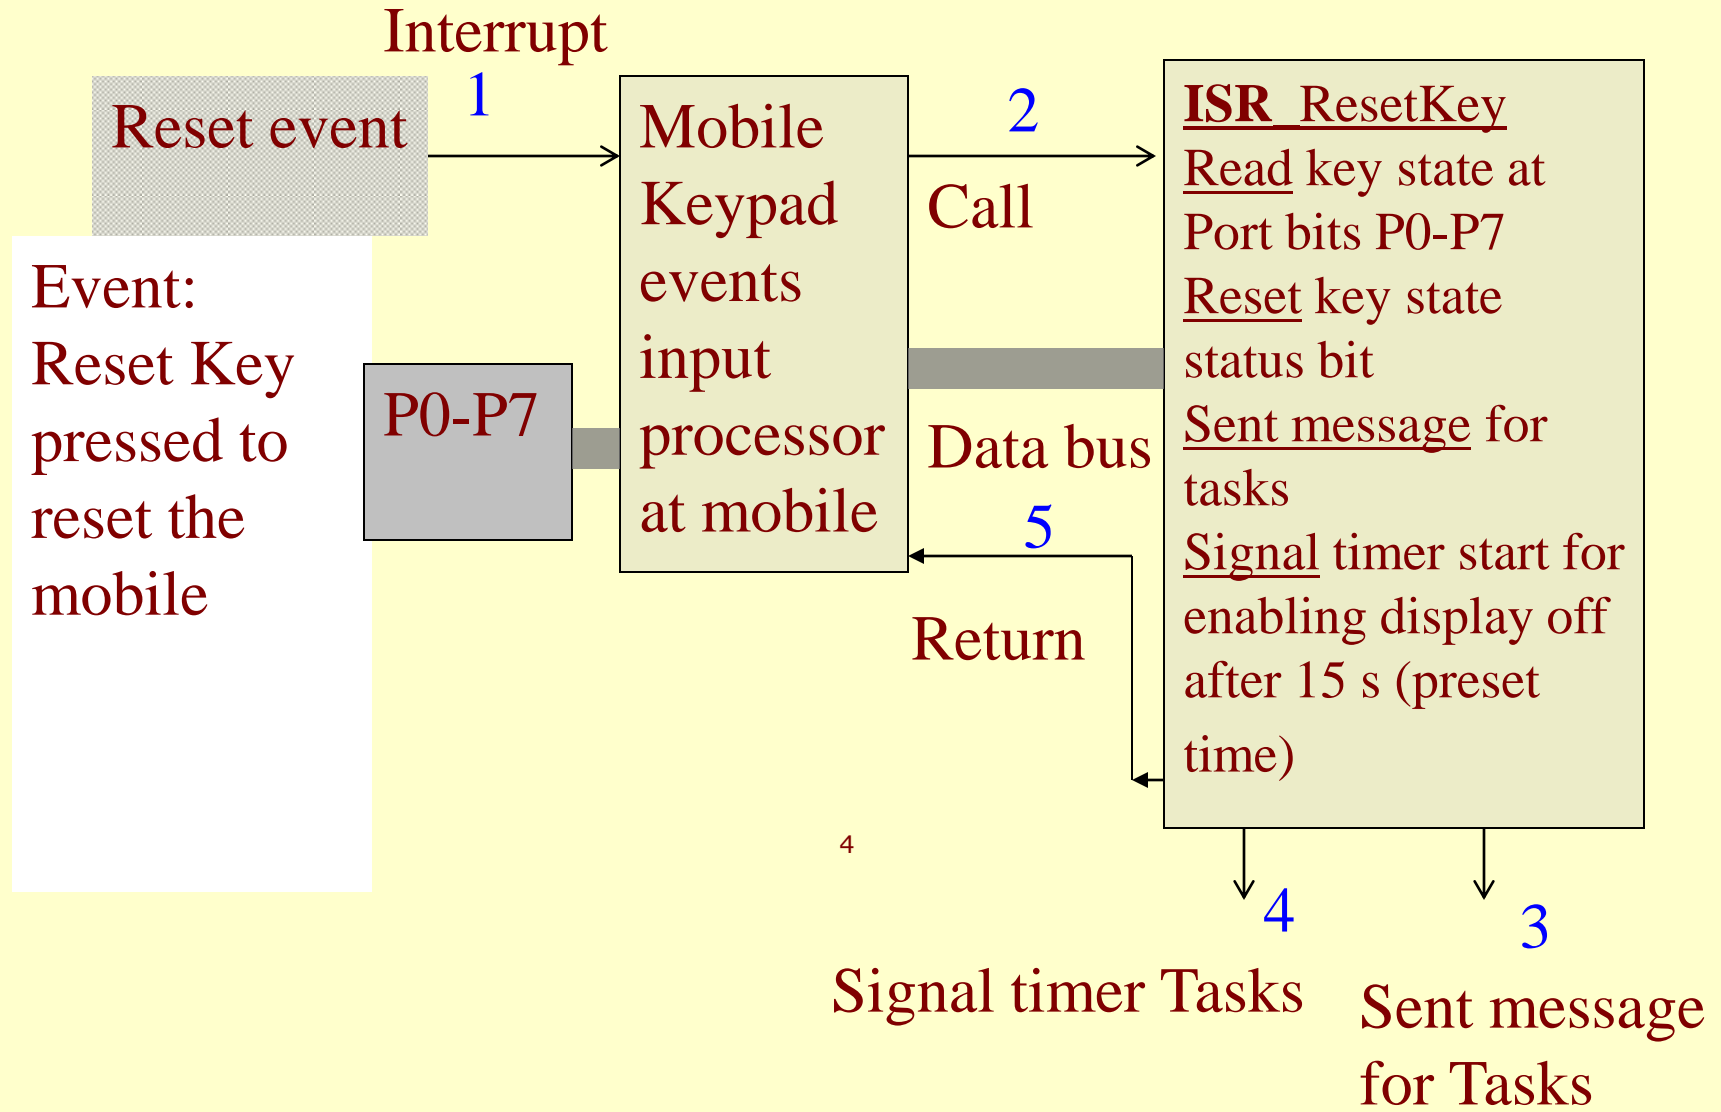 Interrupt
1
Reset event
Event:
Reset Key
pressed to
reset the
mobile
P0-P7
Mobile
Keypad
events
input
processor
at mobile
2
Call
Data bus
5
Return
ISR_ResetKey
Read key state at
Port bits P0-P7
Reset key state
status bit
Sent message for
tasks
Signal timer start for
enabling display off
after 15 s (preset
time)
4
4
Signal timer Tasks
3
Sent message
for Tasks